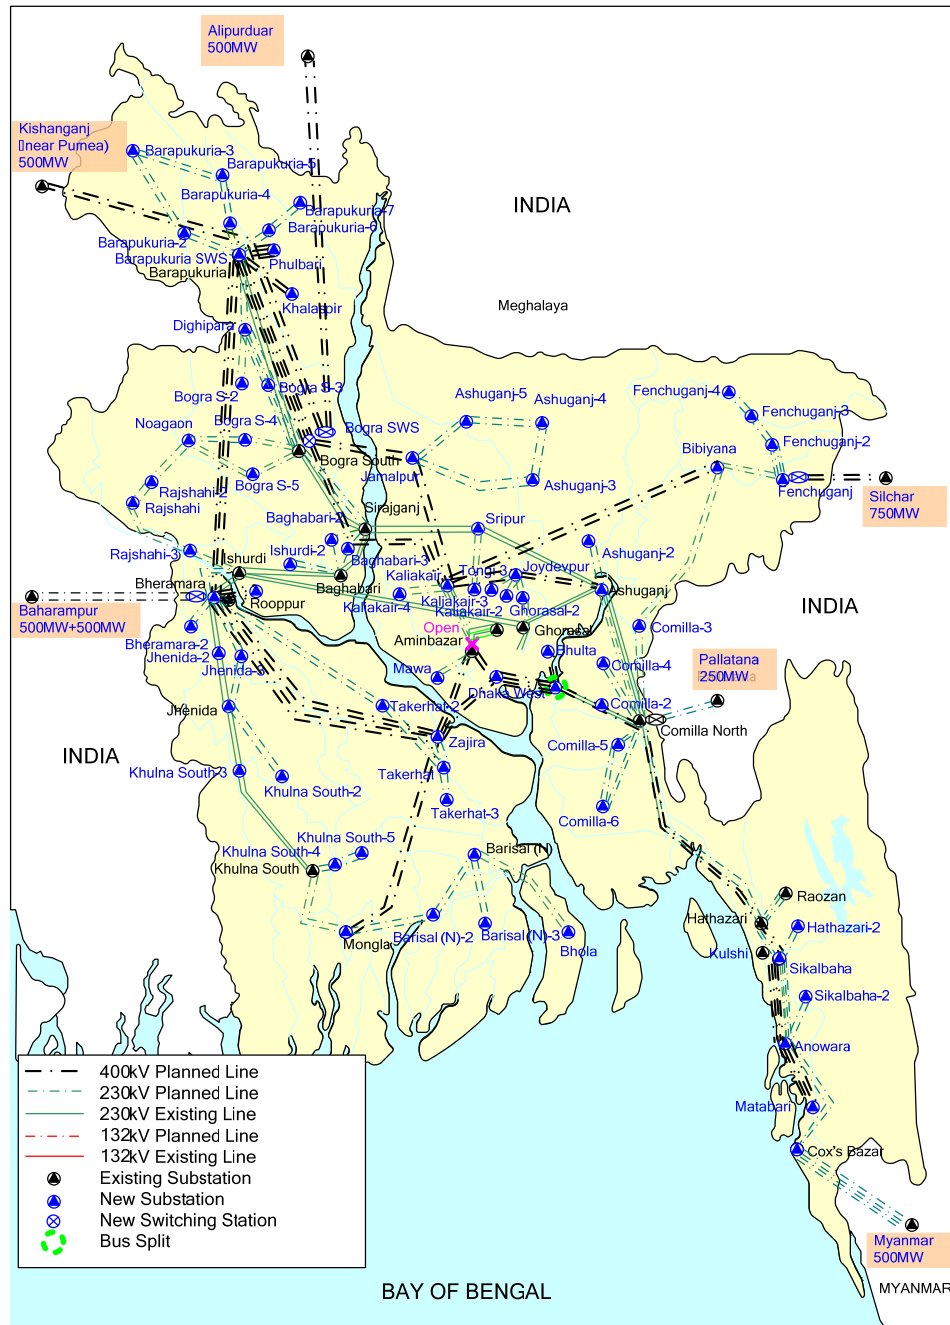 Alipurduar
500MW
Kishanganj
(near Purnea)
500MW
Barapukuria-3
Barapukuria-5
Barapukuria-4
Barapukuria-7
Barapukuria-6
Barapukuria-2
Barapukuria SWS
Barapukuria
Phulbari
Khalaspir
INDIA
Meghalaya
Dighipara
Bogra S-2
Bogra S-3
Bogra S-4
Bogra SWS
Noagaon
Bogra South
Bogra S-5
Jamalpur
Ashuganj-5
Ashuganj-4
Ashuganj-3
Fenchuganj-4
Fenchuganj-3
Fenchuganj-2
Bibiyana
Fenchuganj
Silchar
750MW
Rajshahi-2
Rajshahi
Sirajganj
Baghabari-2
Sripur
Rajshahi-3
Ishurdi
Ishurdi-2
Baghabari-3
Baghabari
Kaliakair
Tongi-3
Joydevpur
Ashuganj-2
Ashuganj
Bheramara
Rooppur
Kaliakair-4
Kaliakair-3
Kaliakair-2
Ghorasal-2
INDIA
Baharampur
500MW+500MW
Open
Aminbazar
Ghorasal
Comilla-3
Bheramara-2
Jhenida-2
Jhenida-3
Bhulta
Comilla-4
Pallatana
250MW
Mawa
Dhaka West
Jhenida
Takerhat-2
Comilla-2
Comilla North
INDIA
Zajira
Comilla-5
Khulna South-3
Khulna South-2
Takerhat
Takerhat-3
Comilla-6
Khulna South-5
Khulna South-4
Khulna South
Barisal (N)
Raozan
Hathazari
Hathazari-2
Mongla
Barisal (N)-2
Barisal (N)-3
Bhola
Kulshi
Sikalbaha
Sikalbaha-2
Anowara
Matabari
Cox's Bazar
400kV Planned Line
230kV Planned Line
230kV Existing Line
132kV Planned Line
132kV Existing Line
Existing Substation
New Substation
New Switching Station
Bus Split
Myanmar
500MW
MYANMAR
BAY OF BENGAL